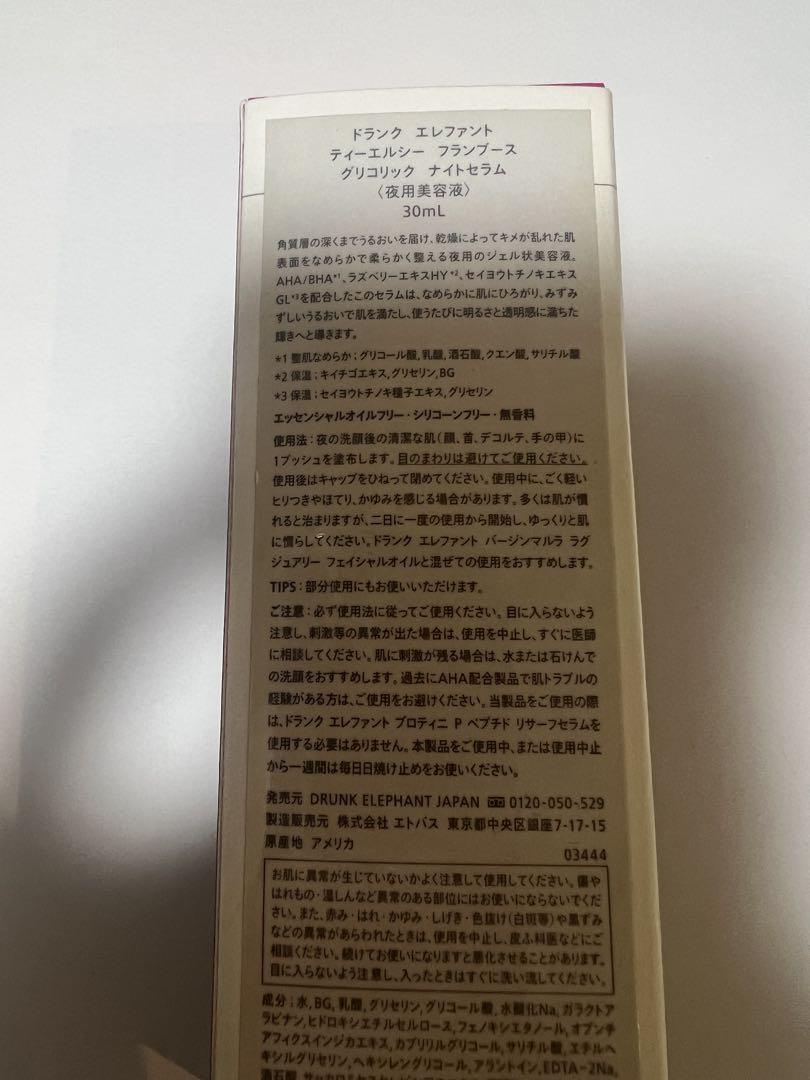 ドランク エレファント
ティーエルシー フランブース
グリコリック ナイトセラム
〈夜用美容液〉
30mL
角質層の深くまでうるおいを届け、乾燥によってキメが乱れた肌
表面をなめらかで柔らかく整える夜用のジェル状美容液。
AHA/BHA*1、ラズベリーエキスHY*2、セイヨウトチノキエキス
GL*3を配合したこのセラムは、なめらかに肌にひろがり、みずみ
ずしいうるおいで肌を満たし、使うたびに明るさと透明感に満ちた
輝きへと導きます。
*1 整肌なめらか；グリコール酸,乳酸,酒石酸,クエン酸,サリチル酸
*2 保湿；キイチゴエキス,グリセリン,BG
*3 保湿；セイヨウトチノキ種子エキス,グリセリン
エッセンシャルオイルフリー・シリコーンフリー・無香料
使用法：夜の洗顔後の清潔な肌（顔、首、デコルテ、手の甲）に
1プッシュを塗布します。目のまわりは避けてご使用ください。
使用後はキャップをひねって閉めてください。使用中に、ごく軽い
ヒリつきやほてり、かゆみを感じる場合があります。多くは肌が慣
れると治まりますが、二日に一度の使用から開始し、ゆっくりと肌
に慣らしてください。ドランク エレファント バージンマルラ ラグ
ジュアリー フェイシャルオイルと混ぜての使用をおすすめします。
TIPS：部分使用にもお使いいただけます。
ご注意：必ず使用法に従ってご使用ください。目に入らないよう
注意し、刺激等の異常が出た場合は、使用を中止し、すぐに医師
に相談してください。肌に刺激が残る場合は、水または石けんで
の洗顔をおすすめします。過去にAHA配合製品で肌トラブルの
経験がある方は、ご使用をお避けください。当製品をご使用の際
は、ドランク エレファント プロティニ P ペプチド リサーフセラムを
使用する必要はありません。本製品をご使用中、または使用中止
から一週間は毎日日焼け止めをお使いください。
発売元 DRUNK ELEPHANT JAPAN 0120-050-529
製造販売元 株式会社 エトバス 東京都中央区銀座7-17-15
原産地 アメリカ
03444
お肌に異常が生じていないかよく注意して使用してください。傷や
はれもの・湿しんなど異常のある部位にはお使いにならないでくだ
さい。また、赤み・はれ・かゆみ・しげき・色抜け（白斑等）や黒ずみ
などの異常があらわれたときは、使用を中止し、皮ふ科医などにご
相談ください。続けてお使いになりますと悪化させることがあります。
目に入らないよう注意し、入ったときはすぐに洗い流してください。
成分：水,BG,乳酸,グリセリン,グリコール酸,水酸化Na,ガラクトア
ラビナン,ヒドロキシエチルセルロース,フェノキシエタノール,オプンチ
アフィクスインジカエキス,カプリリルグリコール,サリチル酸,エチルヘ
キシルグリセリン,ヘキシレングリコール,アラントイン,EDTA-2Na,
酒石酸,